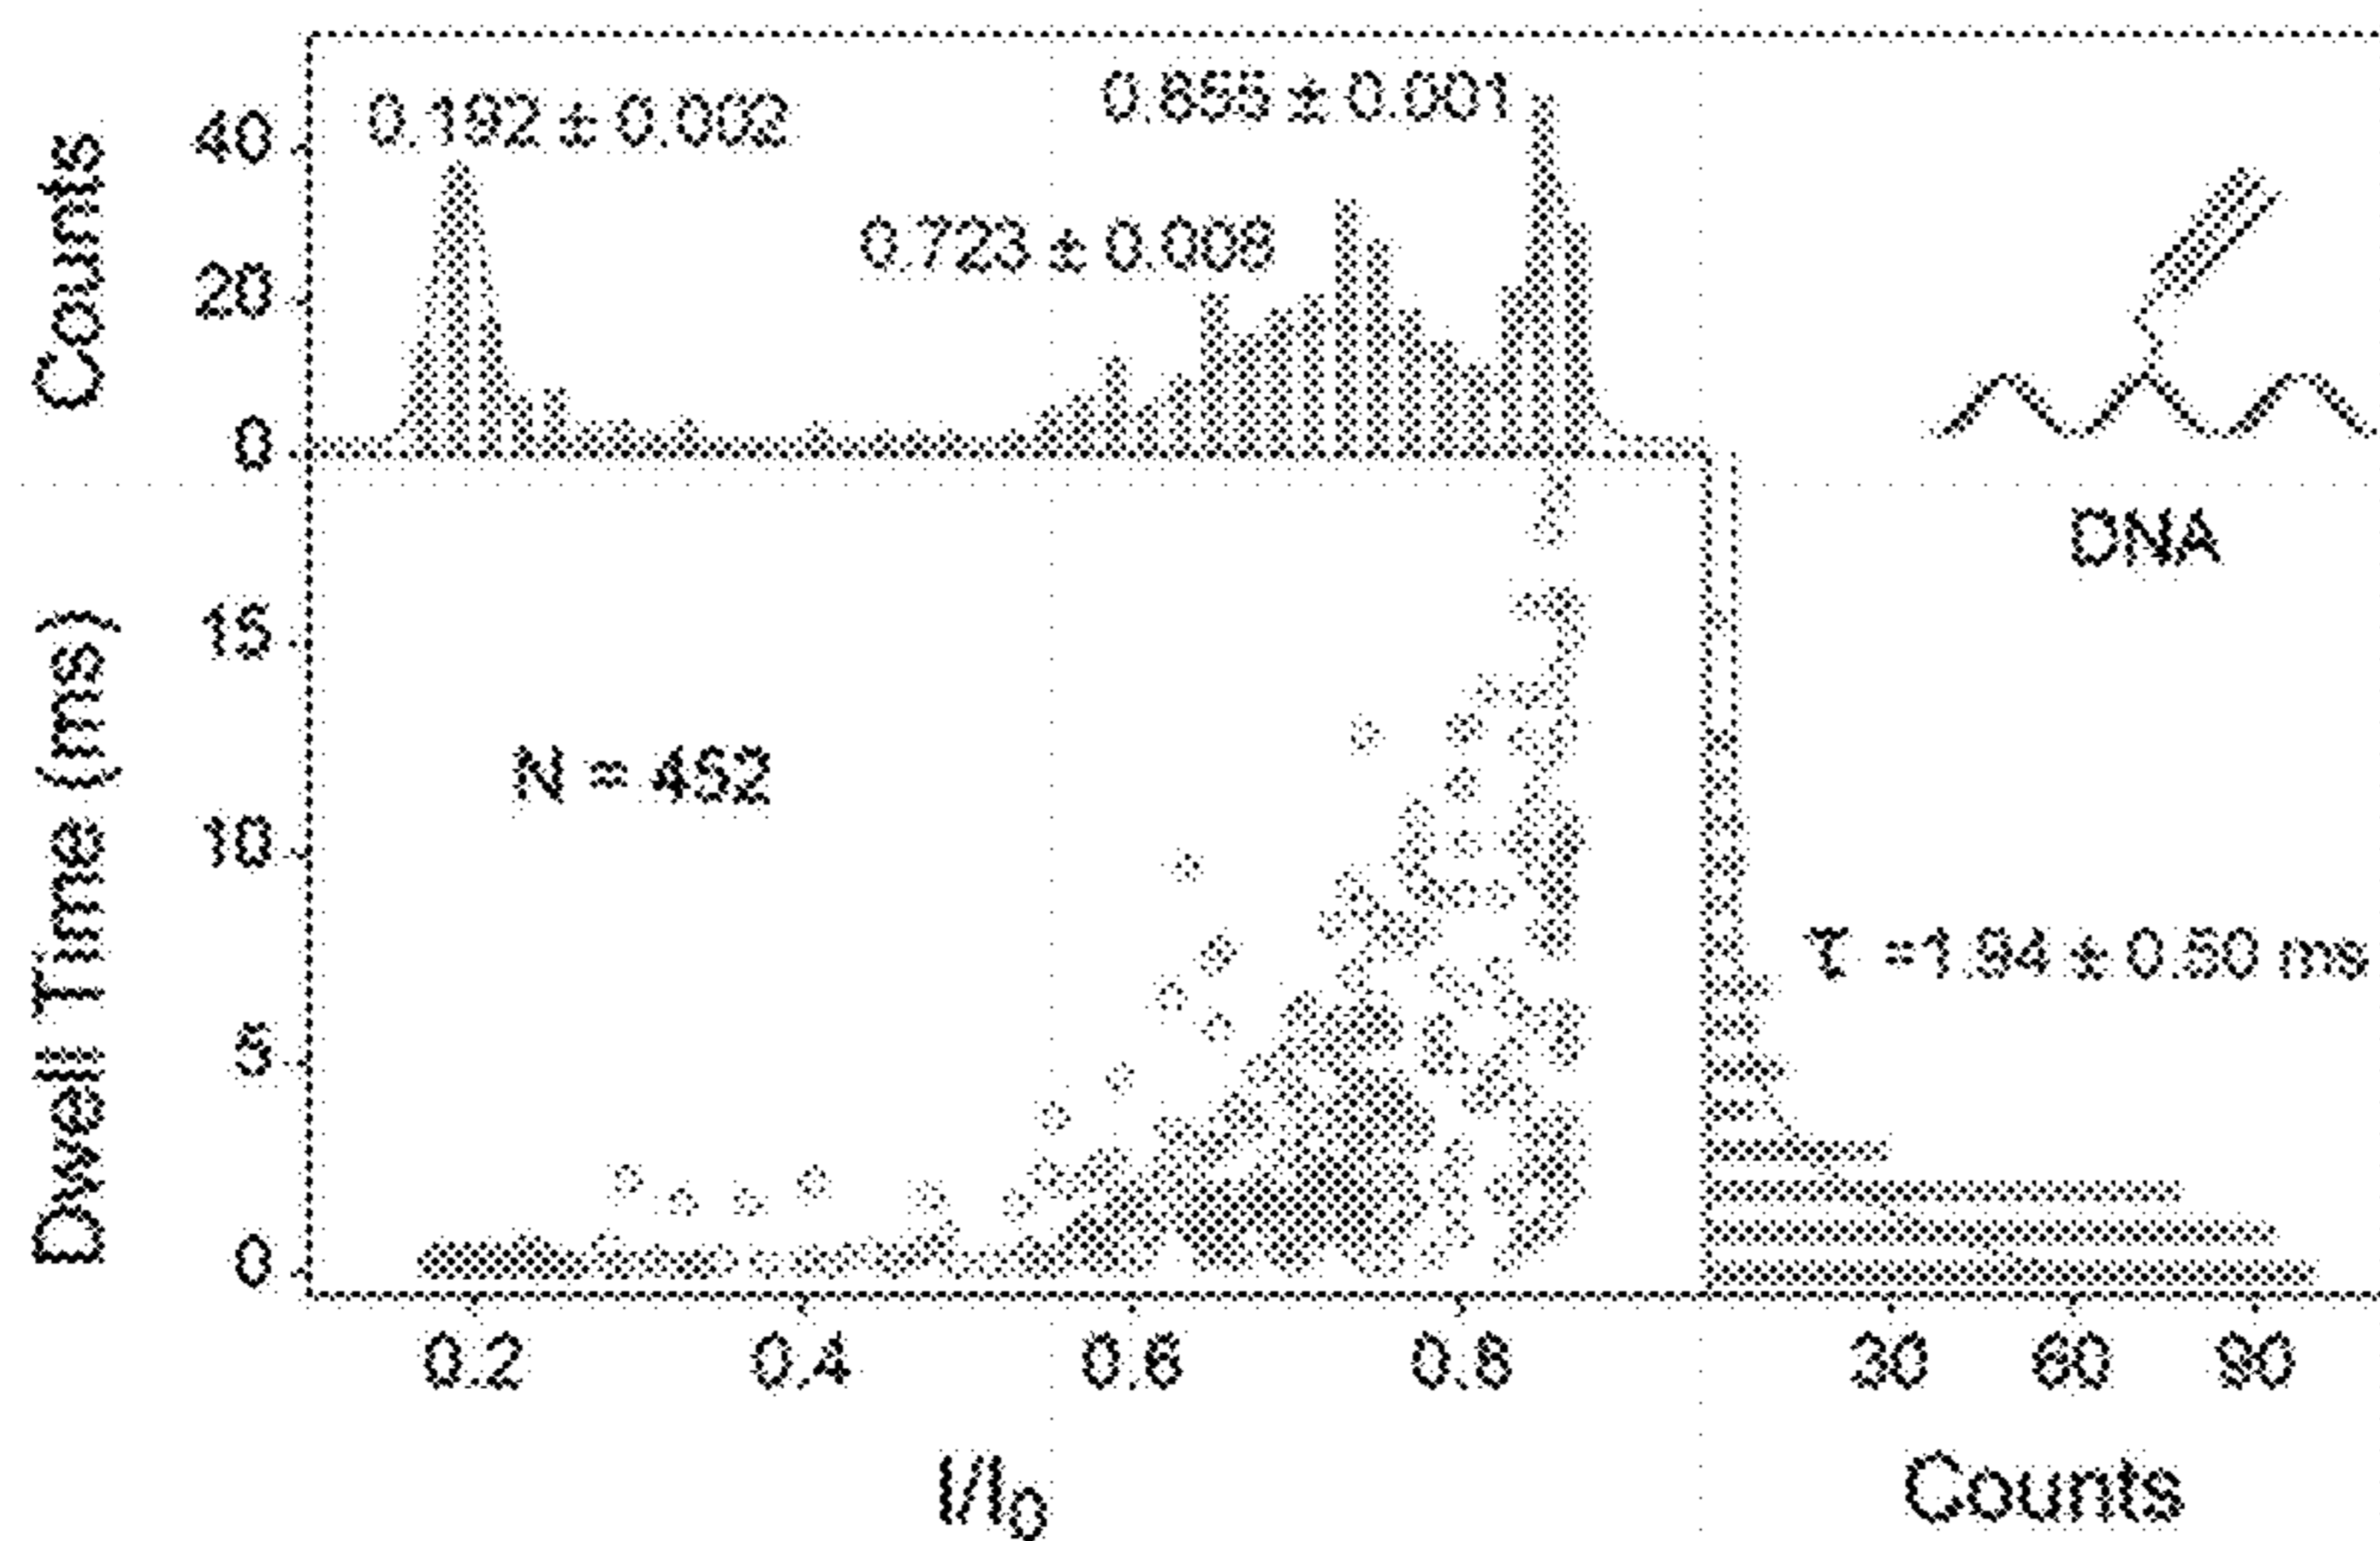 Counts
40
20
0
0.192 ± 0.002
0.855 ± 0.001
0.723 ± 0.009
DNA
Dwell Time (ms)
15
10
5
0
N = 452
τ =1.94 ± 0.50 ms
0.2 0.4 0.6 0.8
30 60 90
I/I0
Counts